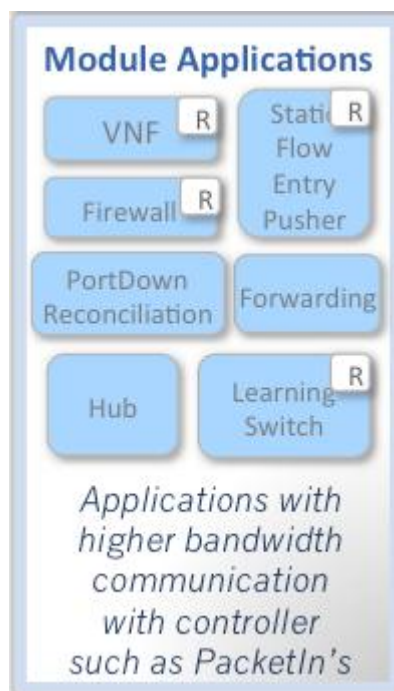 Module Applications
VNF
R
Static
Flow
Entry
Pusher
R
Firewall
R
PortDown
Reconciliation
Forwarding
Hub
Learning
Switch
R
Applications with
higher bandwidth
communication
with controller
such as PacketIn's